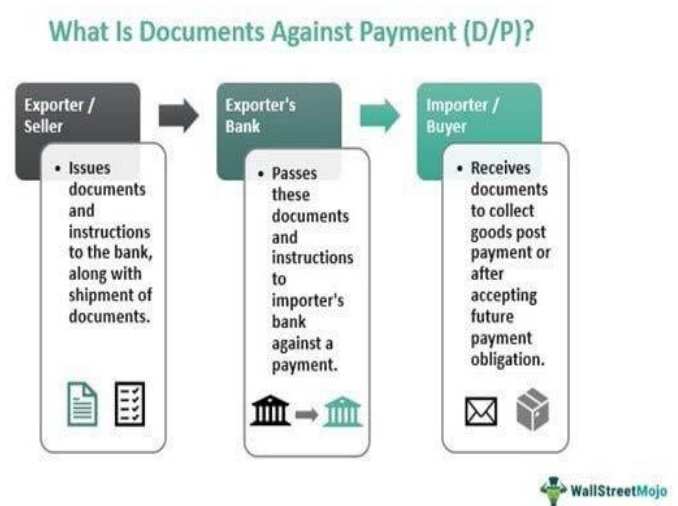 What Is Documents Against Payment (D/P)?
Exporter /
Seller
• Issues
documents
and
instructions
to the bank,
along with
shipment of
documents.
Exporter's
Bank
• Passes
these
documents
and
instructions
to
importer's
bank
against a
payment.
Importer /
Buyer
• Receives
documents
to collect
goods post
payment or
after
accepting
future
payment
obligation.
WallStreetMojo